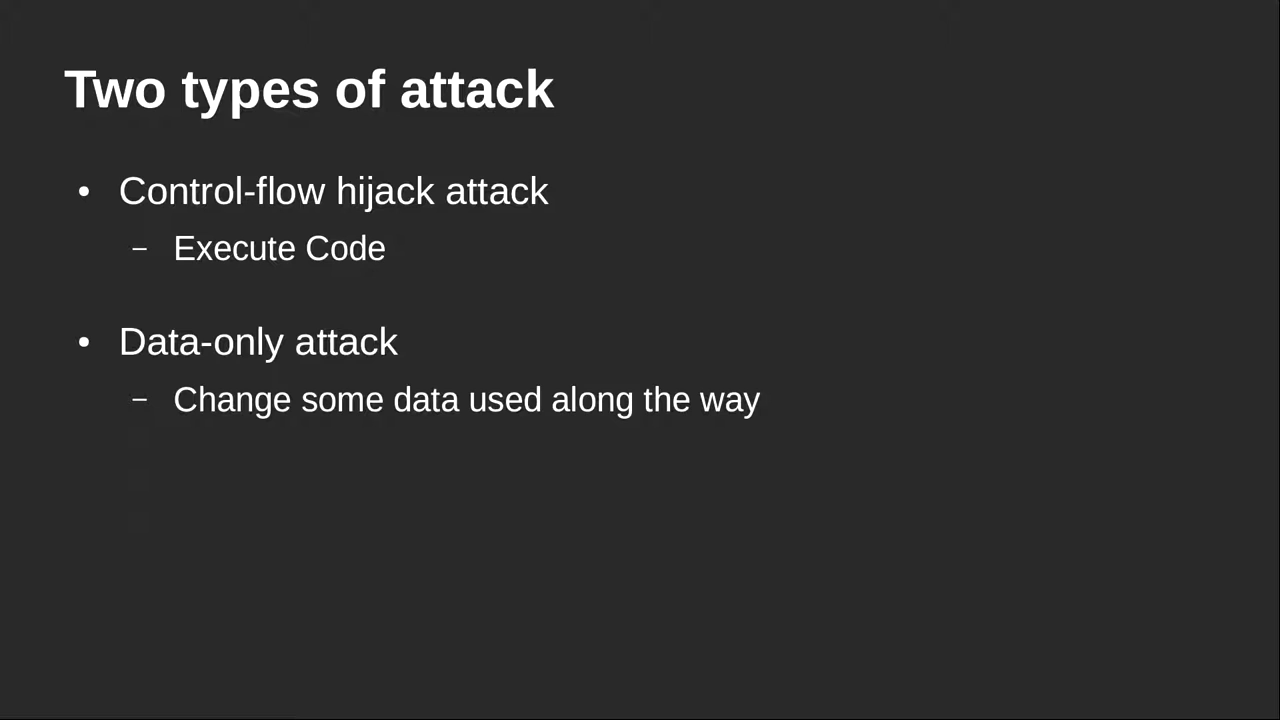 Two types of attack
• Control-flow hijack attack
– Execute Code
• Data-only attack
– Change some data used along the way